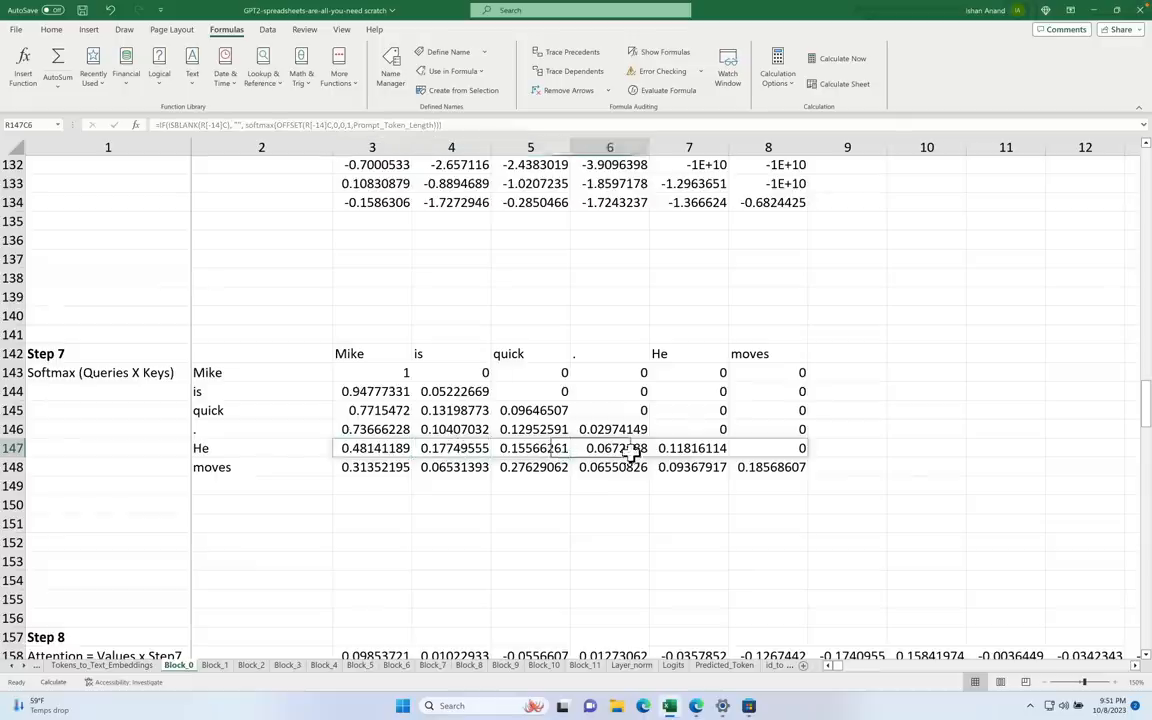 AutoSave Off GPT2-spreadsheets-are-all-you-need scratch Search Ishan Anand IA
File Home Insert Draw Page Layout Formulas Data Review View Help Comments Share
Insert Function
AutoSum
Recently Used
Financial
Logical
Text
Date & Time
Lookup & Reference
Math & Trig
More Functions
Function Library
Name Manager
Define Name
Use in Formula
Create from Selection
Defined Names
Trace Precedents
Trace Dependents
Remove Arrows
Show Formulas
Error Checking
Evaluate Formula
Formula Auditing
Watch Window
Calculation Options
Calculate Now
Calculate Sheet
Calculation
R147C6 fx =IF(ISBLANK(R[-14]C), "", softmax(OFFSET(R[-14]C,0,0,1,Prompt_Token_Length)))
1 2 3 4 5 6 7 8 9 10 11 12
132 -0.7000533 -2.657116 -2.4383019 -3.9096398 -1E+10 -1E+10
133 0.10830879 -0.8894689 -1.0207235 -1.8597178 -1.2963651 -1E+10
134 -0.1586306 -1.7272946 -0.2850466 -1.7243237 -1.366624 -0.6824425
135
136
137
138
139
140
141
142 Step 7 Mike is quick . He moves
143 Softmax (Queries X Keys) Mike 1 0 0 0 0 0
144 is 0.94777331 0.05222669 0 0 0 0
145 quick 0.7715472 0.13198773 0.09646507 0 0 0
146 . 0.73666228 0.10407032 0.12952591 0.02974149 0 0
147 He 0.48141189 0.17749555 0.15566261 0.11816114 0
148 moves 0.31352195 0.06531393 0.27629062 0.06550826 0.09367917 0.18568607
149
150
151
152
153
154
155
156
157 Step 8
158 Attention = Values x Step7 0.09853721 0.01022933 -0.0556607 0.01273062 -0.0357852 -0.1267442 -0.1740955 0.15841974 -0.0036449 -0.0342343
... Tokens_to_Text_Embeddings Block_0 Block_1 Block_2 Block_3 Block_4 Block_5 Block_6 Block_7 Block_8 Block_9 Block_10 Block_11 Layer_norm Logits Predicted_Token id_to ...
Ready Calculate Accessibility: Investigate 150%
59°F
Temps drop
Search
9:51 PM
10/8/2023